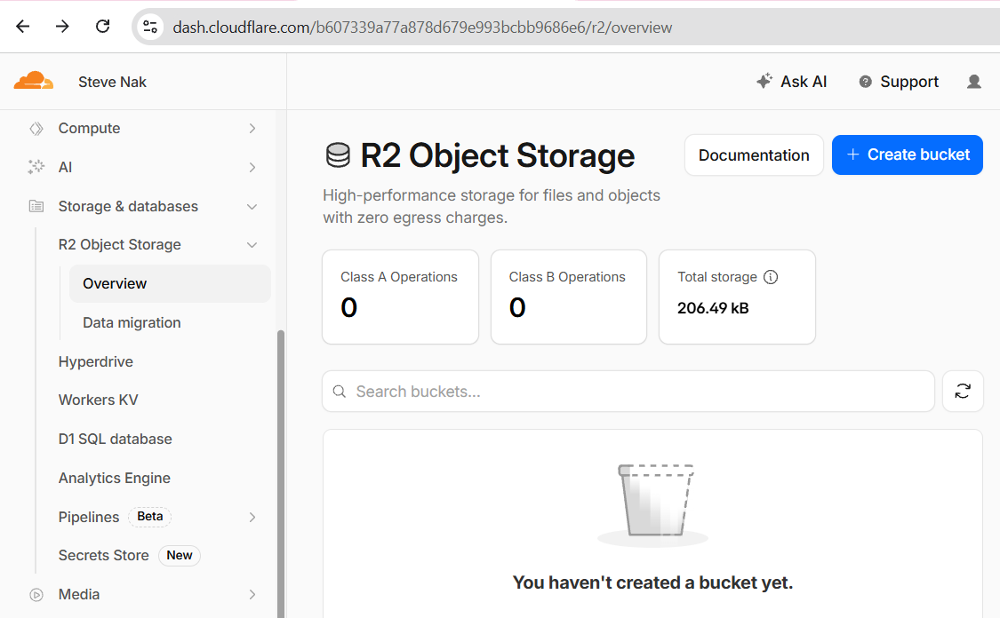 dash.cloudflare.com/b607339a77a878d679e993bcbb9686e6/r2/overview
Steve Nak
Ask AI
Support
Compute
AI
Storage & databases
R2 Object Storage
Overview
Data migration
Hyperdrive
Workers KV
D1 SQL database
Analytics Engine
Pipelines Beta
Secrets Store New
Media
R2 Object Storage
Documentation
+ Create bucket
High-performance storage for files and objects
with zero egress charges.
Class A Operations
0
Class B Operations
0
Total storage
206.49 kB
Search buckets...
You haven't created a bucket yet.